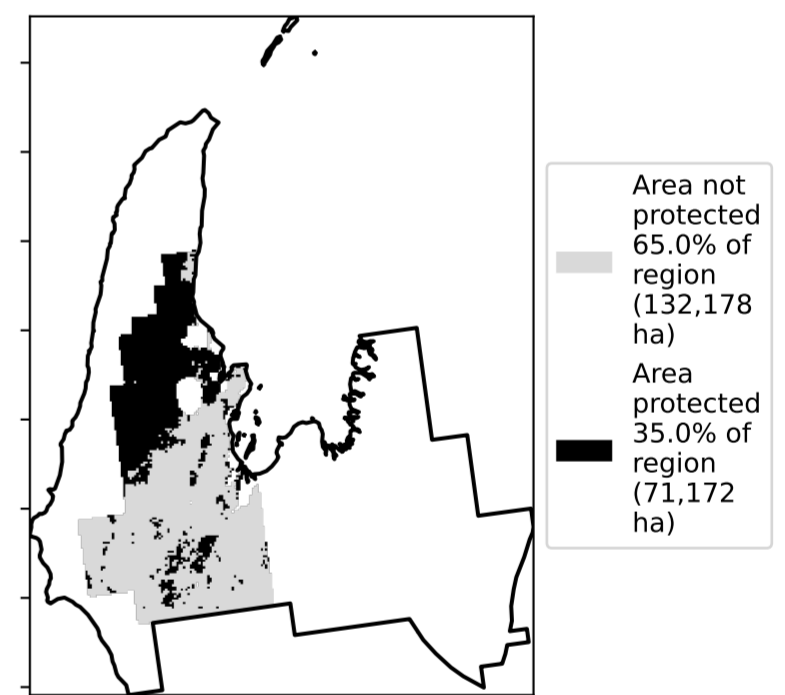 Area not
protected
65.0% of
region
(132,178
ha)
Area
protected
35.0% of
region
(71,172
ha)